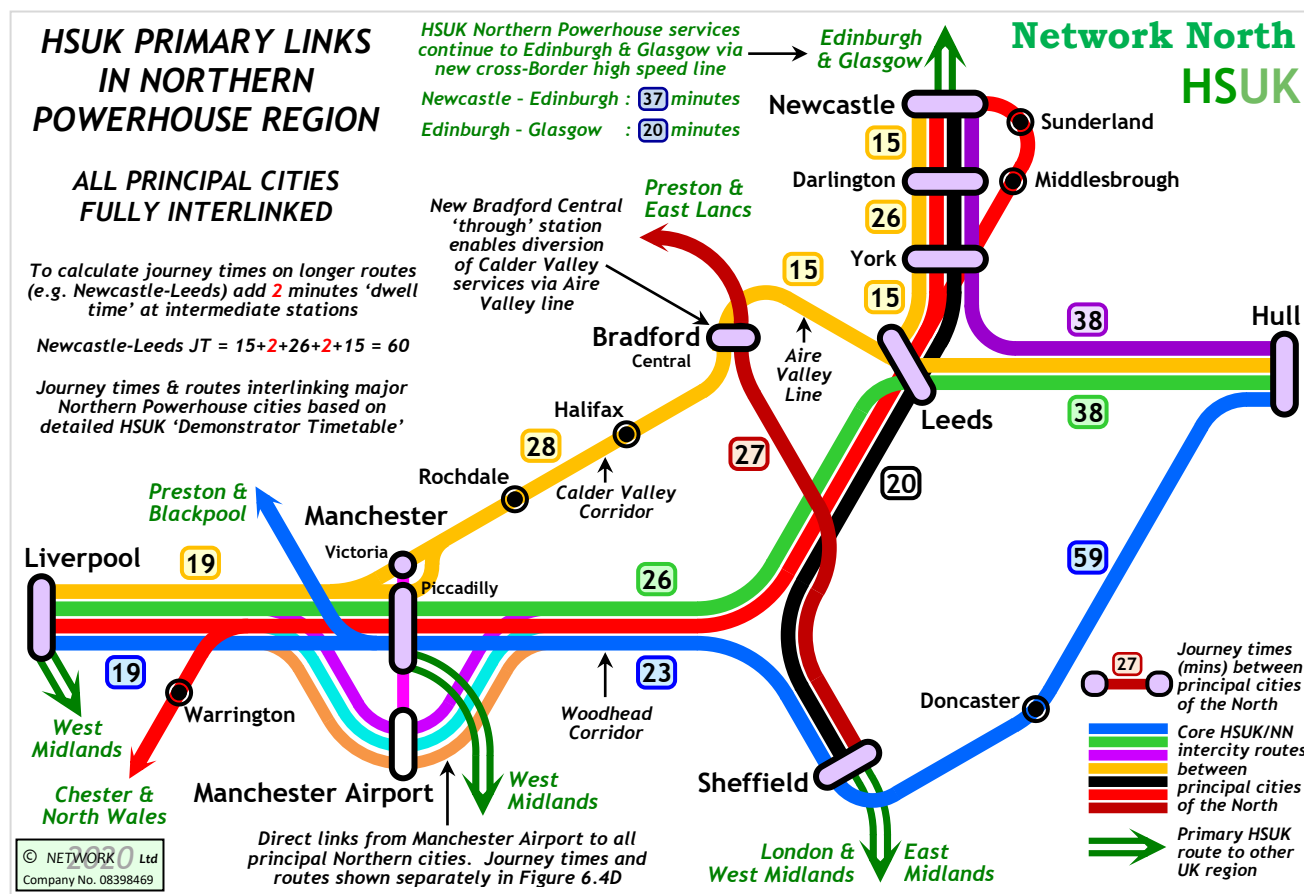 HSUK PRIMARY LINKS
IN NORTHERN
POWERHOUSE REGION
ALL PRINCIPAL CITIES
FULLY INTERLINKED
To calculate journey times on longer routes
(e.g. Newcastle-Leeds) add 2 minutes ‘dwell
time’ at intermediate stations
Newcastle-Leeds JT = 15+2+26+2+15 = 60
Journey times & routes interlinking major
Northern Powerhouse cities based on
detailed HSUK ‘Demonstrator Timetable’
HSUK Northern Powerhouse services
continue to Edinburgh & Glasgow via
new cross-Border high speed line
Newcastle - Edinburgh : 37 minutes
Edinburgh - Glasgow : 20 minutes
Edinburgh
& Glasgow
Network North
HSUK
Newcastle
15
Sunderland
Darlington
Middlesbrough
26
York
15
Preston &
East Lancs
New Bradford Central
‘through’ station
enables diversion
of Calder Valley
services via Aire
Valley line
15
Bradford
Central
Aire
Valley
Line
38
Hull
Leeds
38
Halifax
28
27
20
Rochdale
Calder Valley
Corridor
Preston &
Blackpool
Manchester
Victoria
Piccadilly
Liverpool
19
26
59
19
23
Warrington
West
Midlands
Woodhead
Corridor
Doncaster
Chester &
North Wales
Manchester Airport
West
Midlands
Sheffield
Direct links from Manchester Airport to all
principal Northern cities. Journey times and
routes shown separately in Figure 6.4D
London &
West Midlands
East
Midlands
27
Journey times
(mins) between
principal cities
of the North
Core HSUK/NN
intercity routes
between
principal cities
of the North
Primary HSUK
route to other
UK region
© NETWORK 2020 Ltd
Company No. 08398469